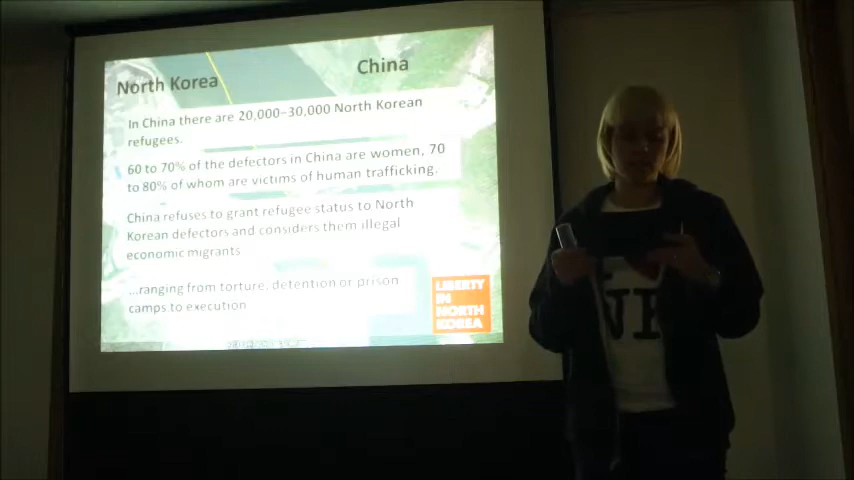 North Korea
China
In China there are 20,000–30,000 North Korean
refugees.
60 to 70% of the defectors in China are women, 70
to 80% of whom are victims of human trafficking.
China refuses to grant refugee status to North
Korean defectors and considers them illegal
economic migrants
...ranging from torture, detention or prison
camps to execution
LIBERTY
IN
NORTH
KOREA